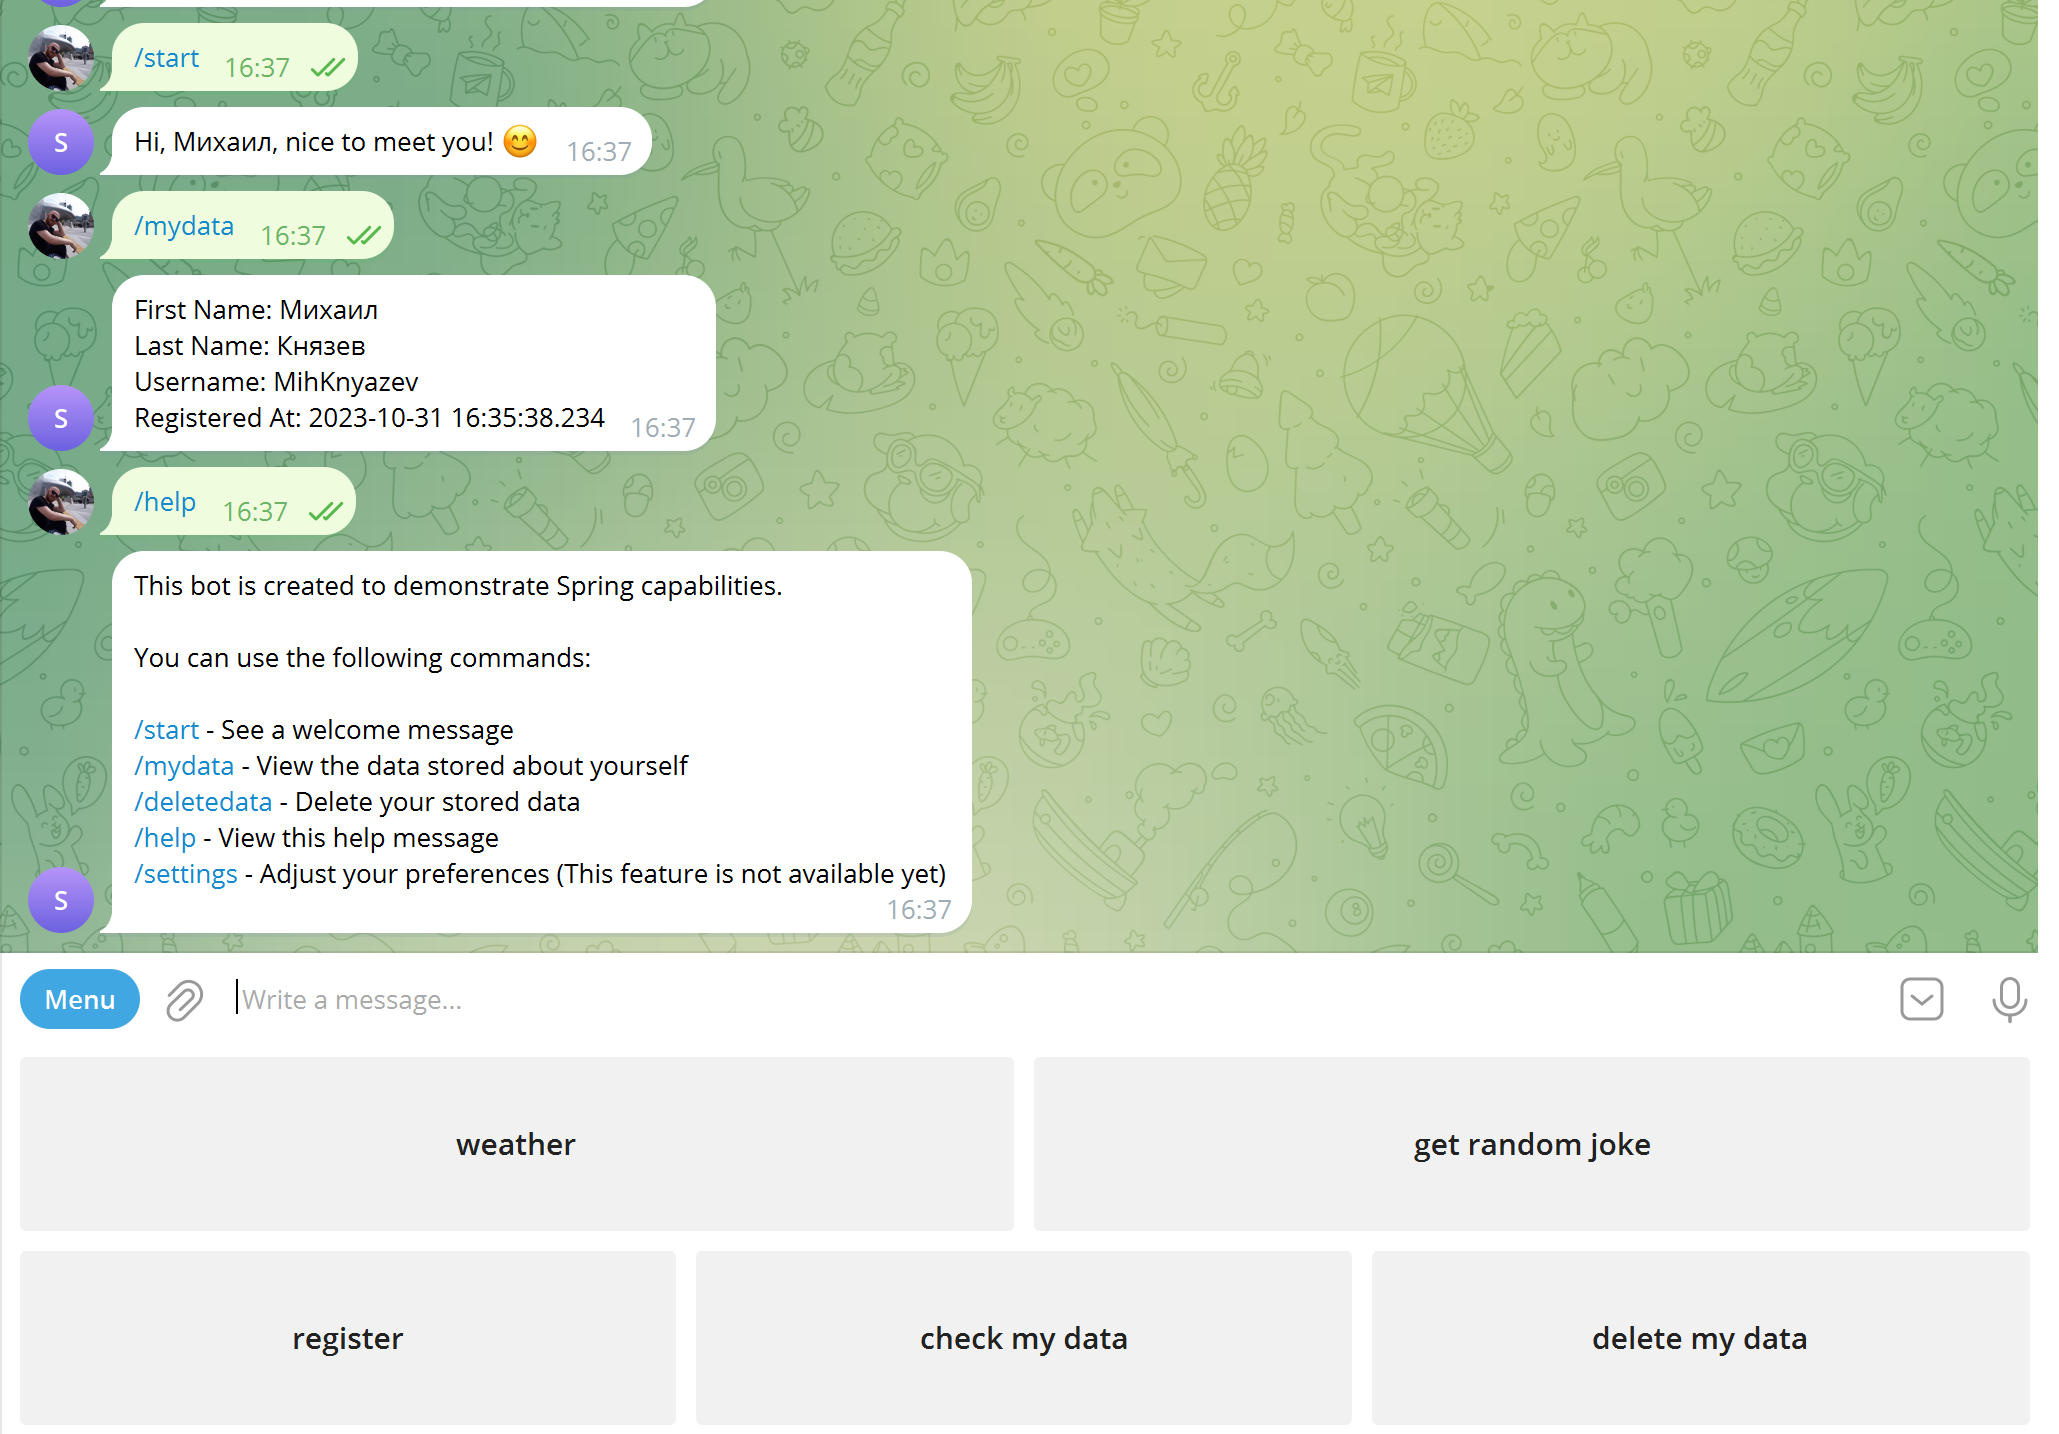 /start 16:37
S
Hi, Михаил, nice to meet you! 😊 16:37
/mydata 16:37
First Name: Михаил
Last Name: Князев
Username: MihKnyazev
Registered At: 2023-10-31 16:35:38.234 16:37
S
/help 16:37
This bot is created to demonstrate Spring capabilities.
You can use the following commands:
/start - See a welcome message
/mydata - View the data stored about yourself
/deletedata - Delete your stored data
/help - View this help message
/settings - Adjust your preferences (This feature is not available yet)
16:37
S
Menu
Write a message...
weather
get random joke
register
check my data
delete my data